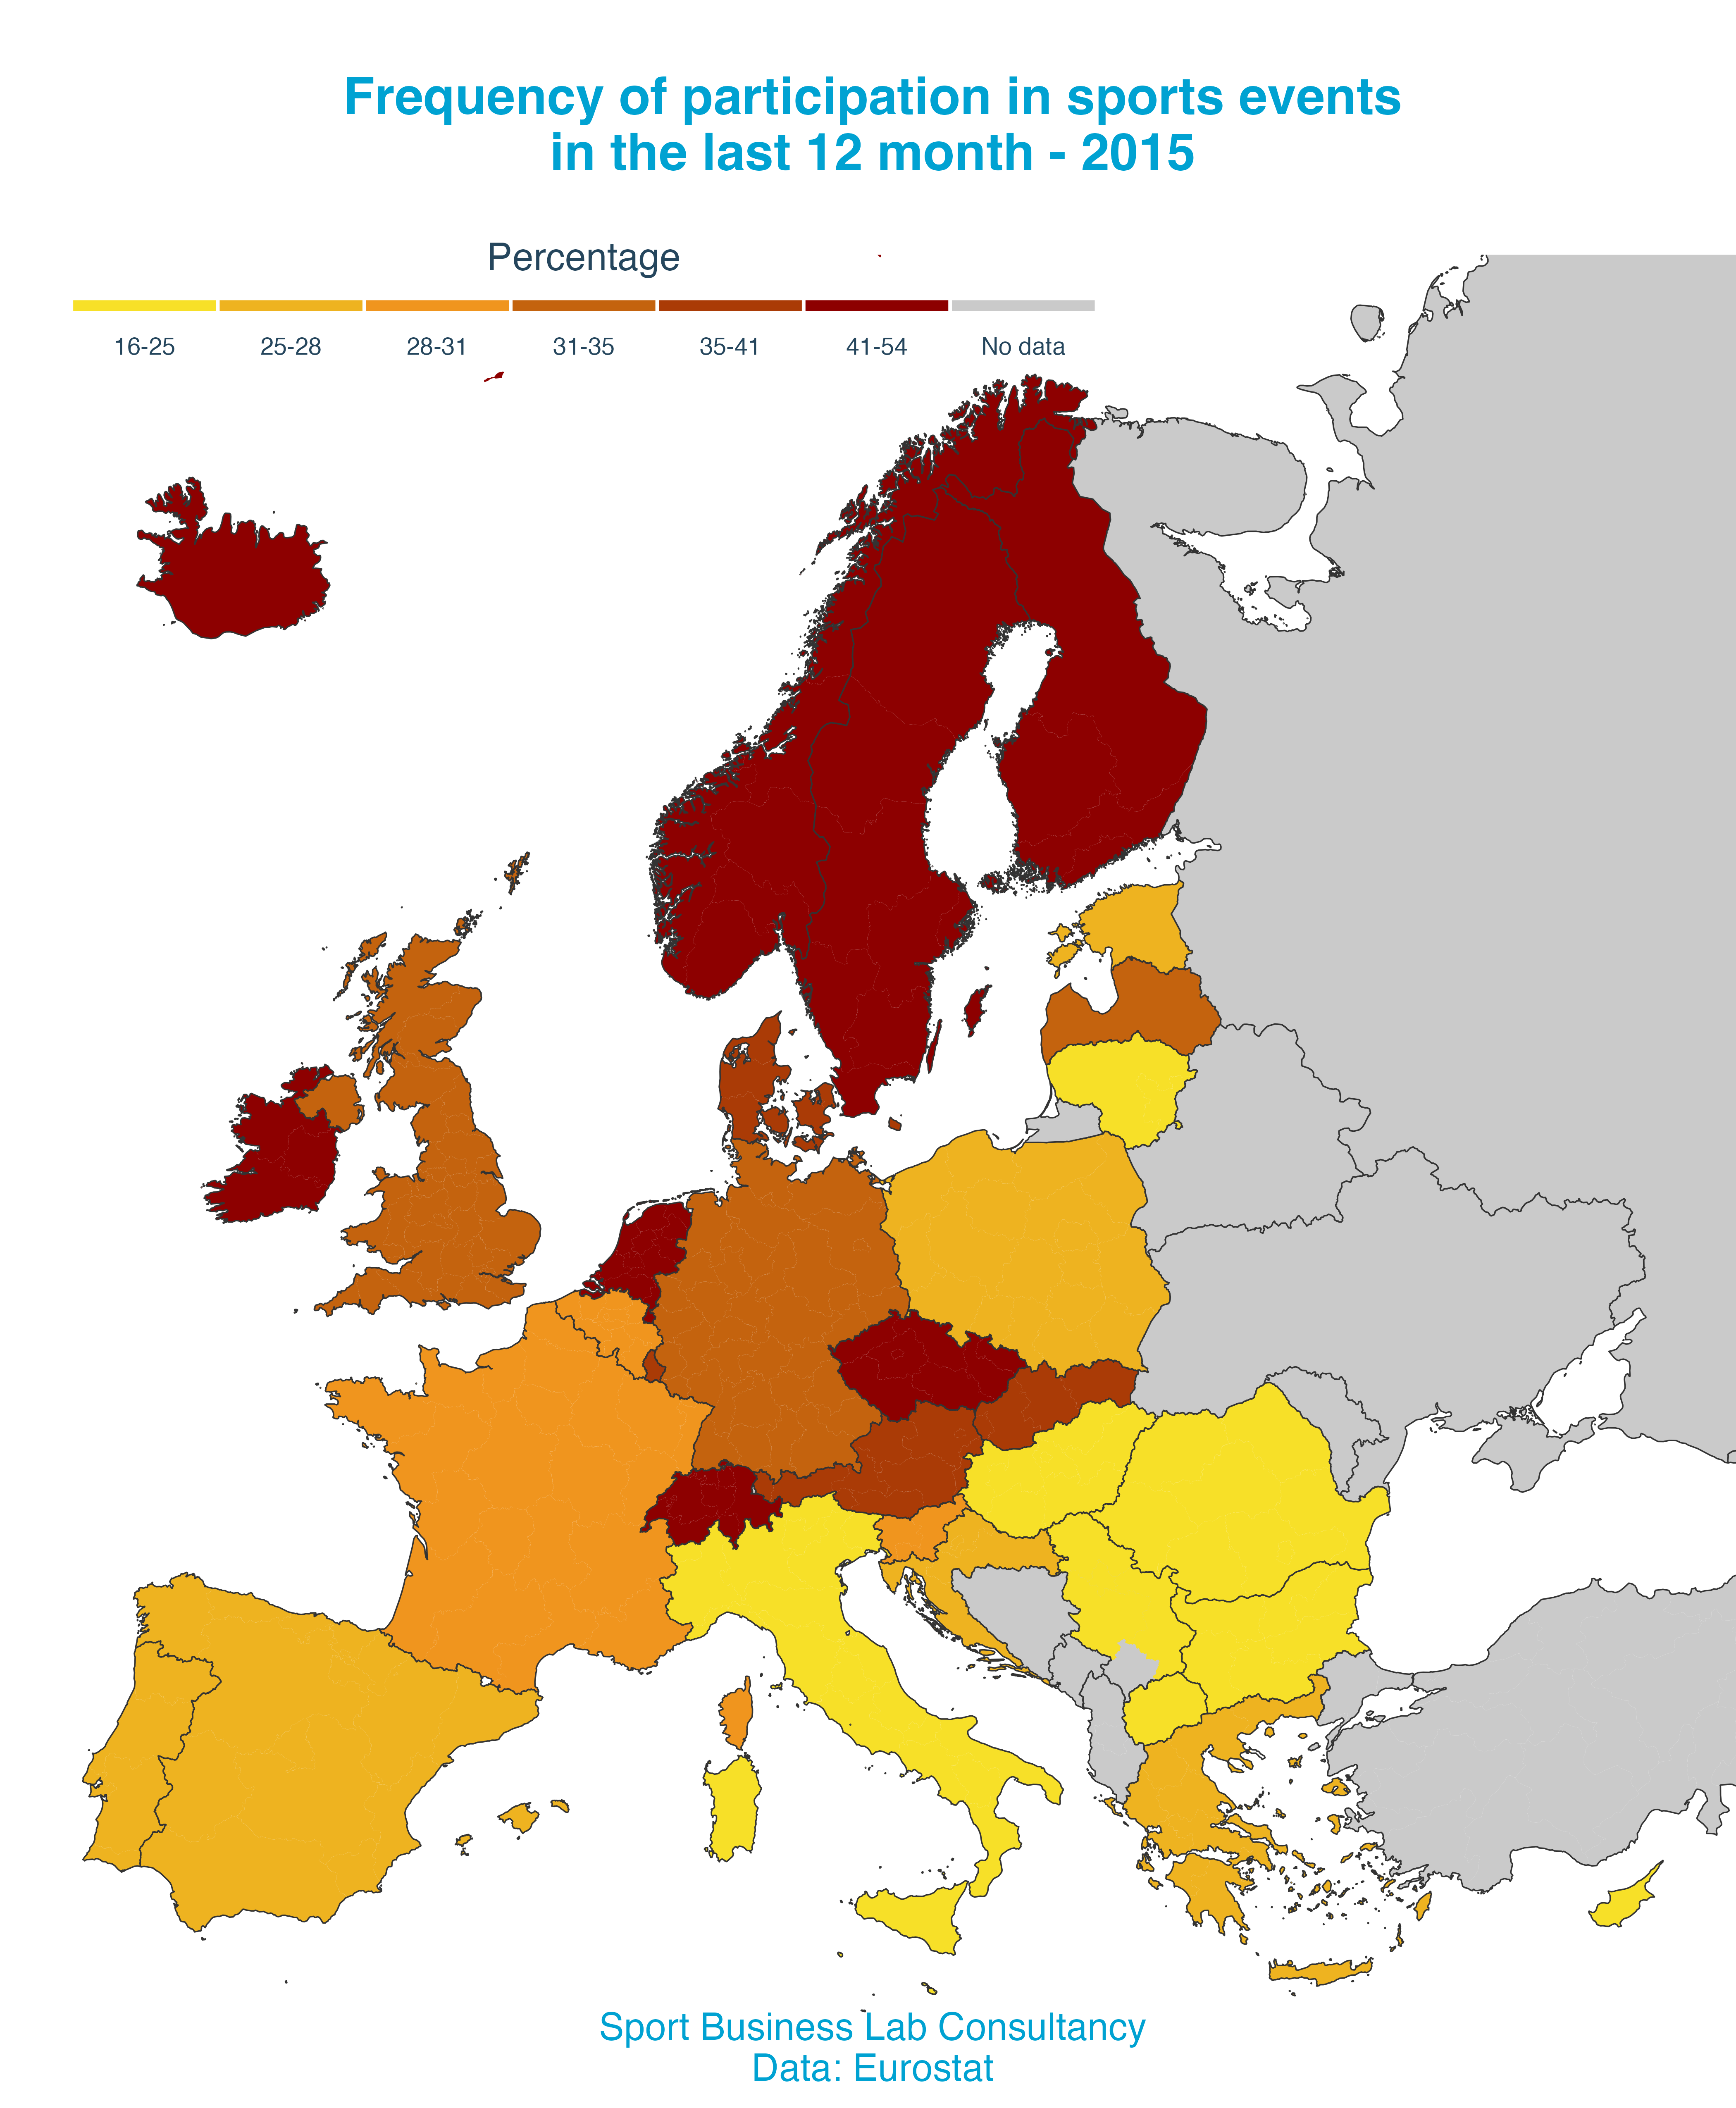 Frequency of participation in sports events
in the last 12 month - 2015
Percentage
16-25 25-28 28-31 31-35 35-41 41-54 No data
Sport Business Lab Consultancy
Data: Eurostat